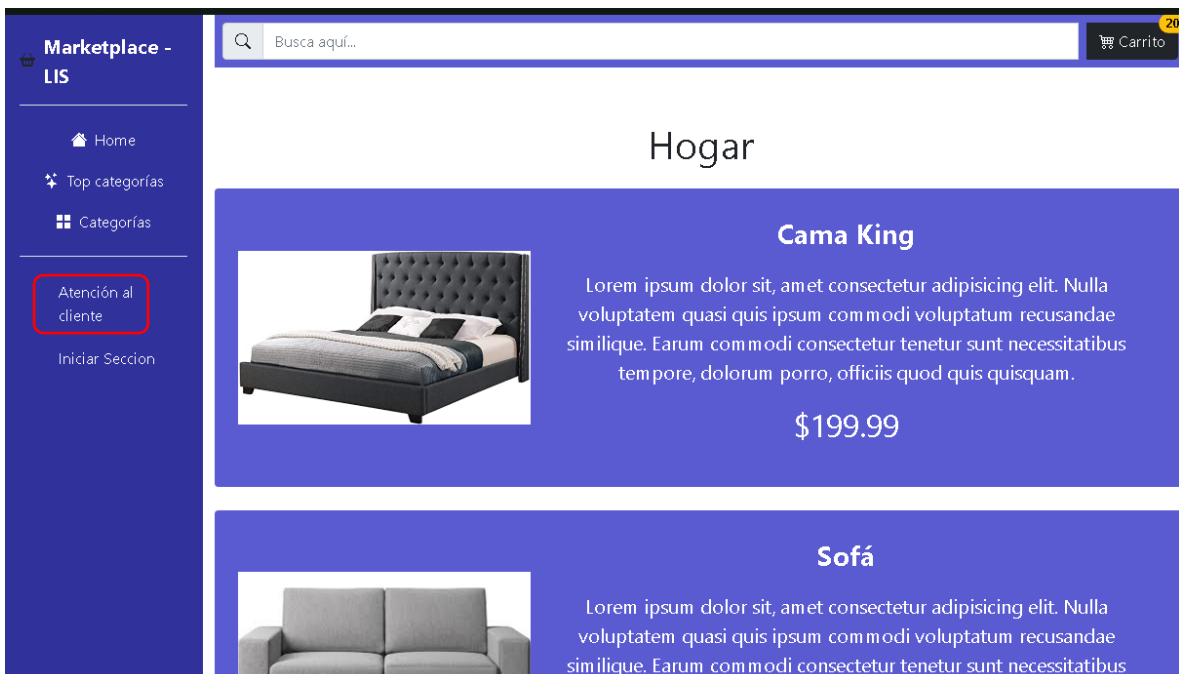 Marketplace -
LIS
Home
Top categorías
Categorías
Atención al
cliente
Iniciar Seccion
Busca aquí...
Carrito
20
Hogar
Cama King
Lorem ipsum dolor sit, amet consectetur adipisicing elit. Nulla
voluptatem quasi quis ipsum commodi voluptatum recusandae
similique. Earum commodi consectetur tenetur sunt necessitatibus
tempore, dolorum porro, officiis quod quis quisquam.
$199.99
Sofá
Lorem ipsum dolor sit, amet consectetur adipisicing elit. Nulla
voluptatem quasi quis ipsum commodi voluptatum recusandae
similique. Earum commodi consectetur tenetur sunt necessitatibus